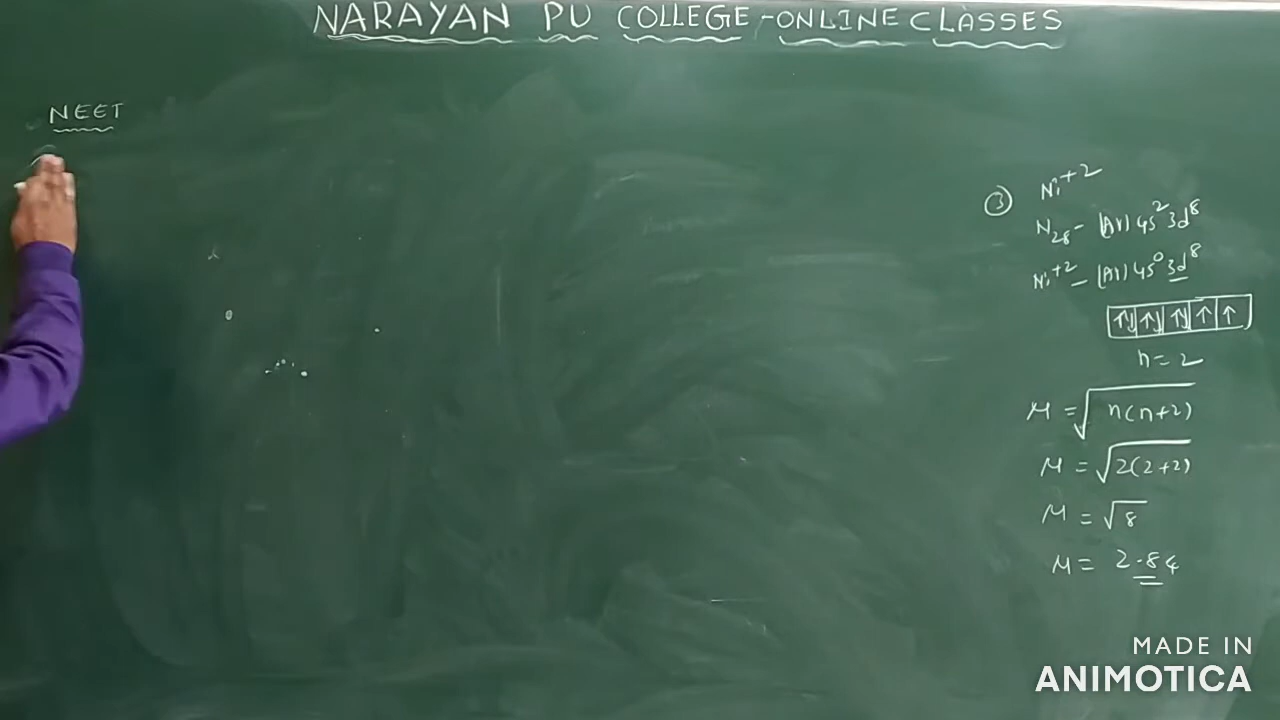 NARAYAN PU COLLEGE - ONLINE CLASSES
NEET
③ Ni⁺²
N₂₈ - [Ar] 4s² 3d⁸
Ni⁺² - [Ar] 4s⁰ 3d⁸
↑↓ ↑↓ ↑↓ ↑ ↑
n = 2
μ = √n(n+2)
μ = √2(2+2)
μ = √8
μ = 2.84
MADE IN
ANIMOTICA